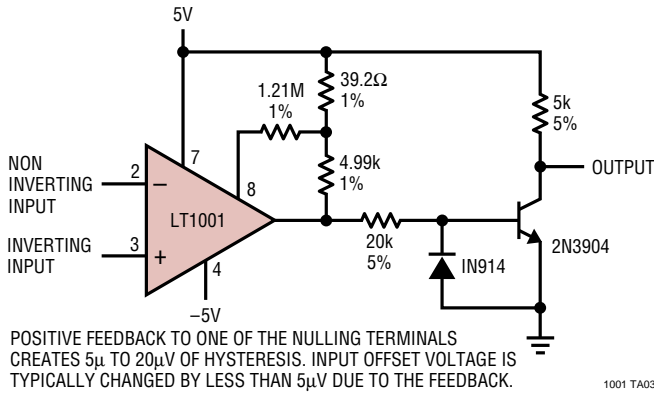 5V
39.2Ω
1%
1.21M
1%
5k
5%
4.99k
1%
OUTPUT
7
8
NON
INVERTING
INPUT
2
–
LT1001
INVERTING
INPUT
3
+
4
–5V
20k
5%
IN914
2N3904
POSITIVE FEEDBACK TO ONE OF THE NULLING TERMINALS
CREATES 5µ TO 20µV OF HYSTERESIS. INPUT OFFSET VOLTAGE IS
TYPICALLY CHANGED BY LESS THAN 5µV DUE TO THE FEEDBACK.
1001 TA03